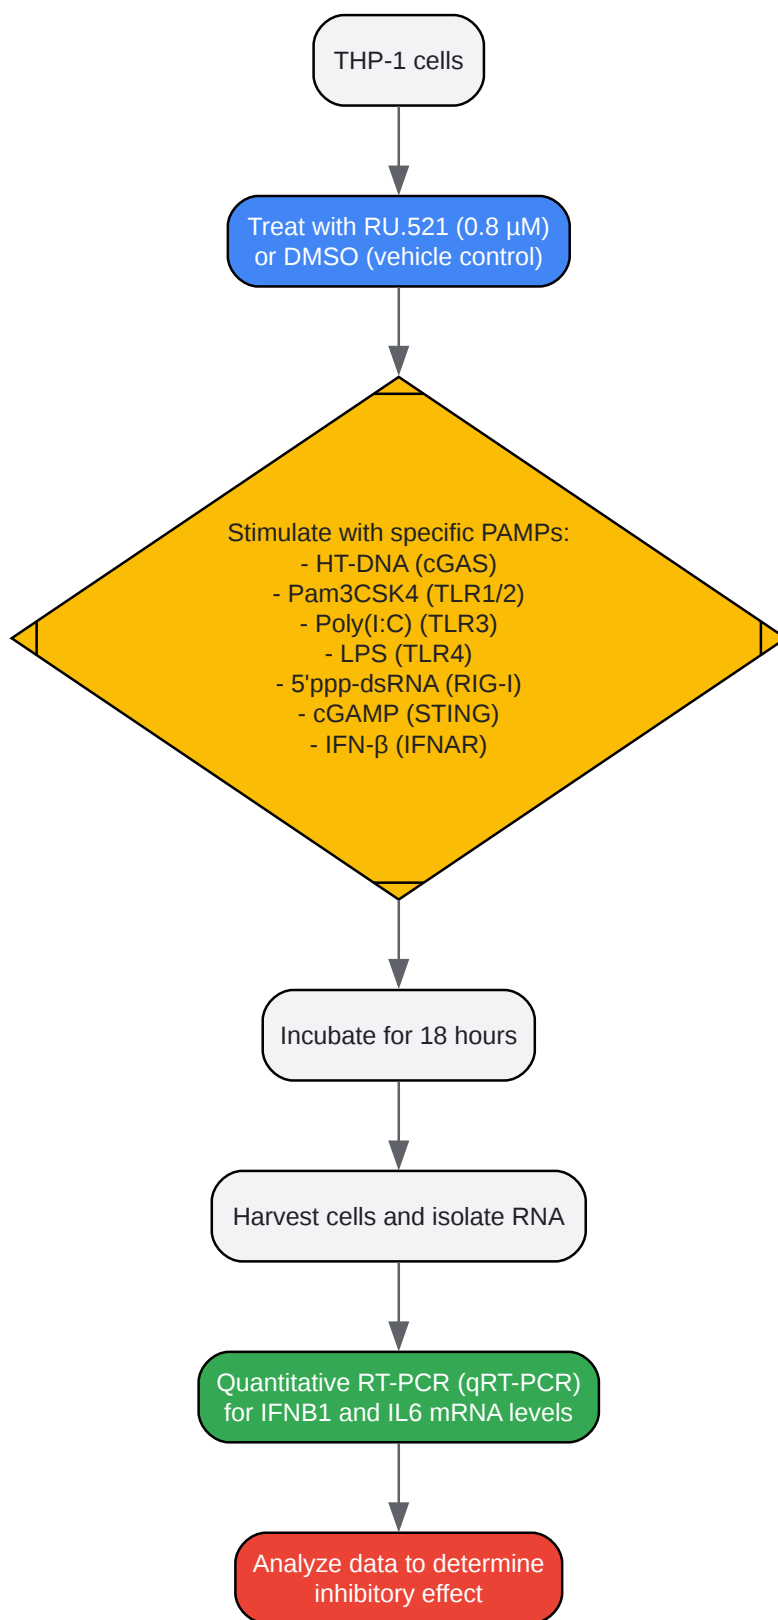 THP-1 cells
Treat with RU.521 (0.8 µM)
or DMSO (vehicle control)
Stimulate with specific PAMPs:
- HT-DNA (cGAS)
- Pam3CSK4 (TLR1/2)
- Poly(I:C) (TLR3)
- LPS (TLR4)
- 5'ppp-dsRNA (RIG-I)
- cGAMP (STING)
- IFN-β (IFNAR)
Incubate for 18 hours
Harvest cells and isolate RNA
Quantitative RT-PCR (qRT-PCR)
for IFNB1 and IL6 mRNA levels
Analyze data to determine
inhibitory effect